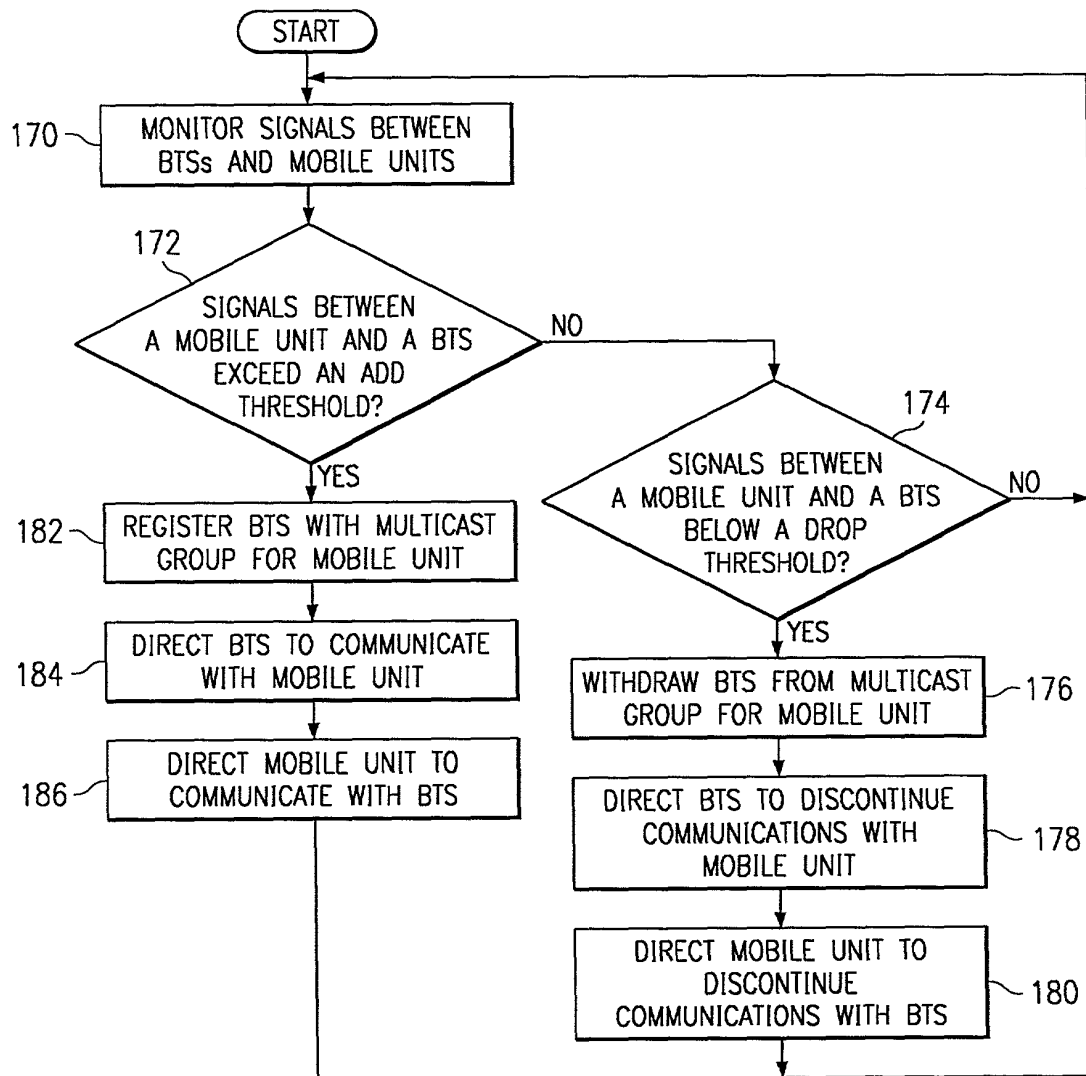 START
170
MONITOR SIGNALS BETWEEN
BTSs AND MOBILE UNITS
172
SIGNALS BETWEEN
A MOBILE UNIT AND A BTS
EXCEED AN ADD
THRESHOLD?
NO
YES
174
SIGNALS BETWEEN
A MOBILE UNIT AND A BTS
BELOW A DROP
THRESHOLD?
NO
YES
182
REGISTER BTS WITH MULTICAST
GROUP FOR MOBILE UNIT
184
DIRECT BTS TO COMMUNICATE
WITH MOBILE UNIT
186
DIRECT MOBILE UNIT TO
COMMUNICATE WITH BTS
WITHDRAW BTS FROM MULTICAST
GROUP FOR MOBILE UNIT
176
DIRECT BTS TO DISCONTINUE
COMMUNICATIONS WITH
MOBILE UNIT
178
DIRECT MOBILE UNIT TO
DISCONTINUE
COMMUNICATIONS WITH BTS
180